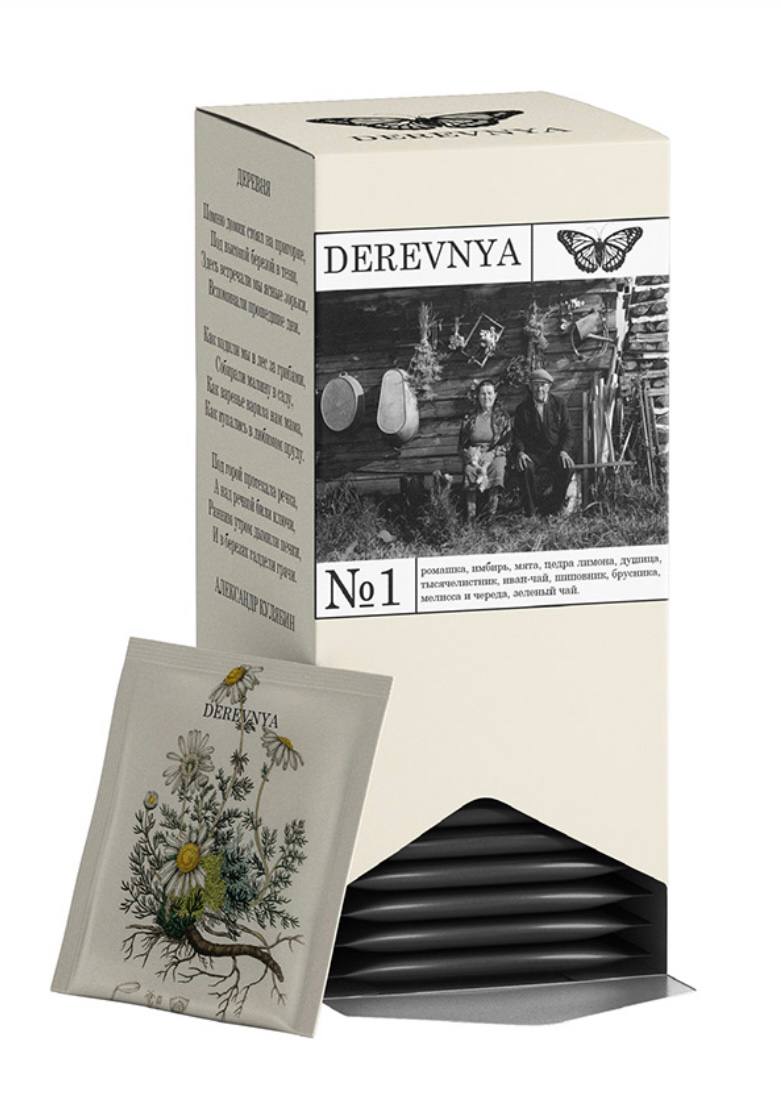 DEREVNYA
ДЕРЕВНЯ
Помню домик стоял на пригорке,
Под высокой березой в тени,
Здесь встречали мы ясные зорьки,
Вспоминали прошедшие дни.
Как ходили мы в лес за грибами,
Собирали малину в саду,
Как варенье варила нам мама,
Как купались в любимом пруду.
Под горой протекала речка,
А над речкой били ключи,
Ранним утром дымили печки,
И в березах галдели грачи.
АЛЕКСАНДР КУЛЯБИН
DEREVNYA
№1
ромашка, имбирь, мята, цедра лимона, душица,
тысячелистник, иван-чай, шиповник, брусника,
мелисса и череда, зеленый чай.
DEREVNYA